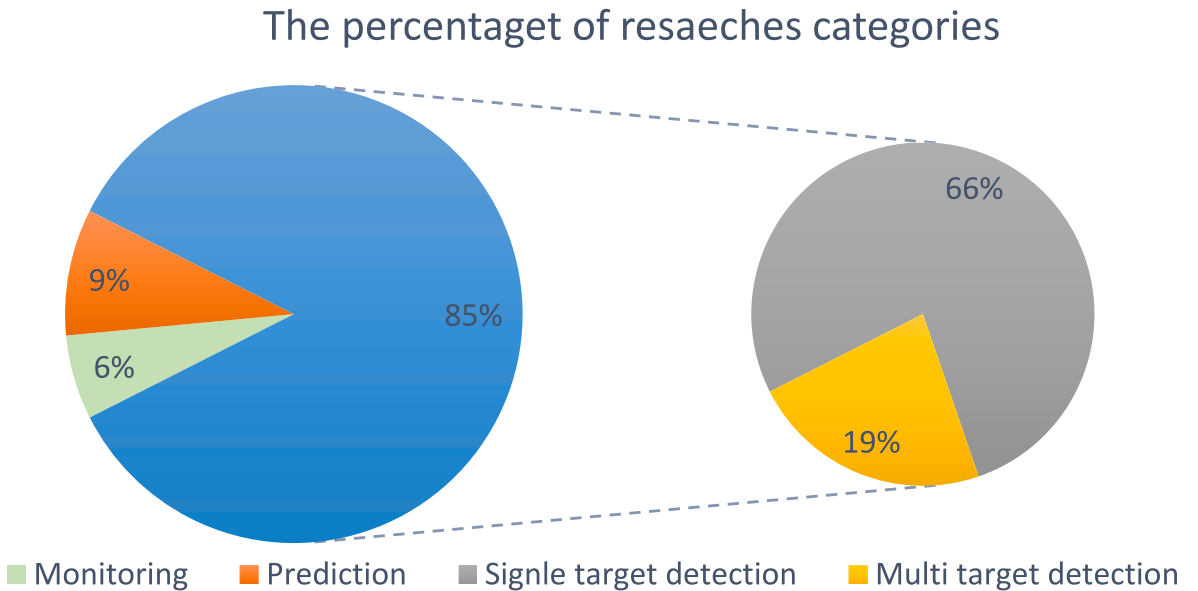 The percentaget of resaeches categories
66%
9%
85%
6%
19%
Monitoring Prediction Signle target detection Multi target detection